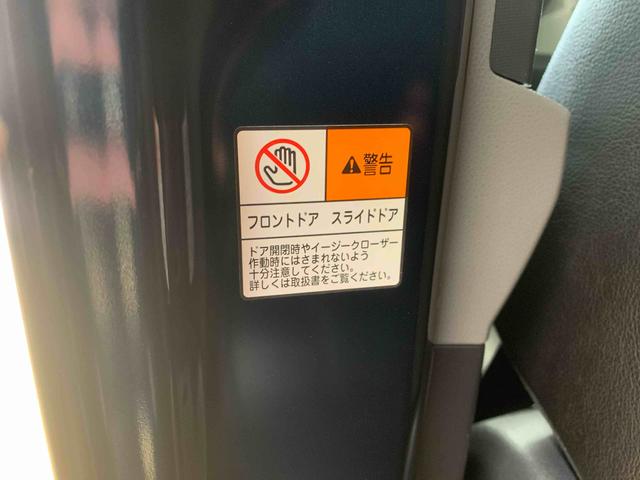 警告
フロントドア スライドドア
ドア開閉時やイージークローザー
作動時にはさまれないよう
十分注意してください。
詳しくは取扱書をご覧ください。